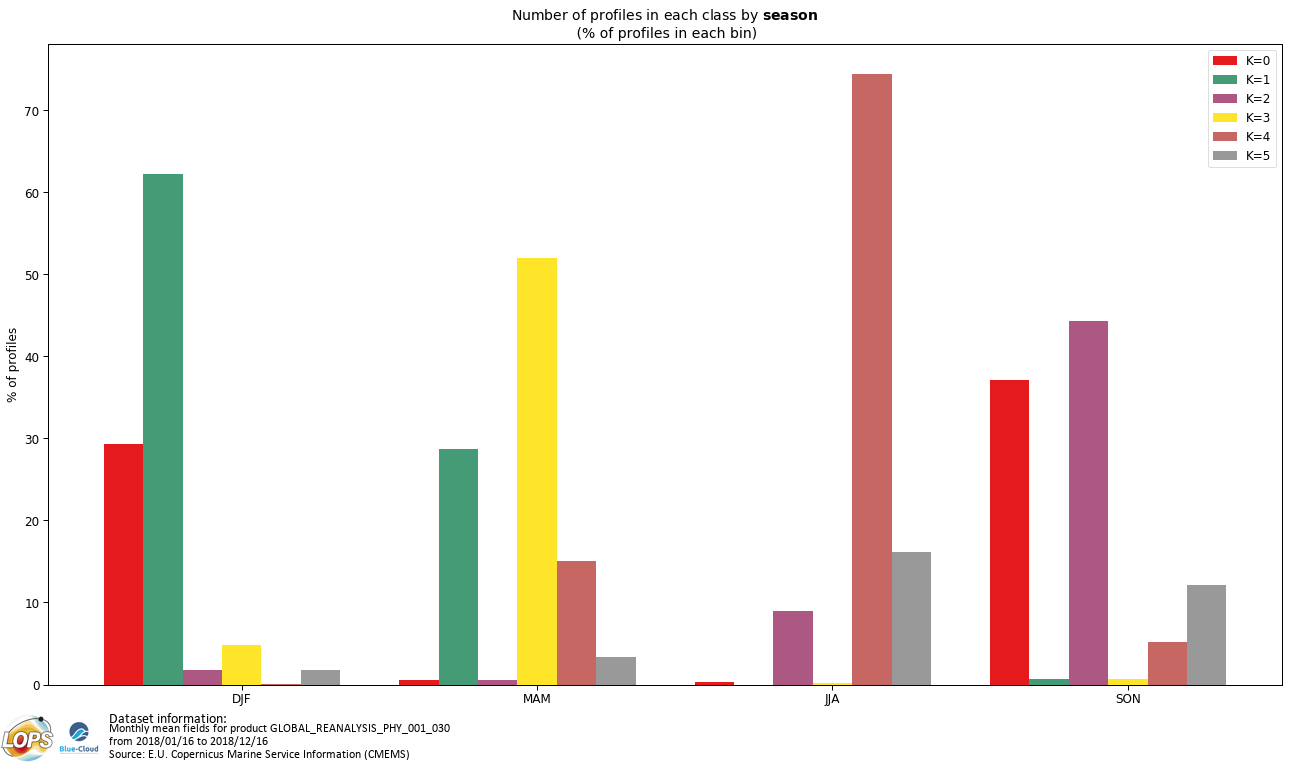 Number of profiles in each class by season
(% of profiles in each bin)
K=0
K=1
K=2
K=3
K=4
K=5
% of profiles
70
60
50
40
30
20
10
0
DJF
MAM
JJA
SON
LOPS
Blue-Cloud
Dataset information:
Monthly mean fields for product GLOBAL_REANALYSIS_PHY_001_030
from 2018/01/16 to 2018/12/16
Source: E.U. Copernicus Marine Service Information (CMEMS)